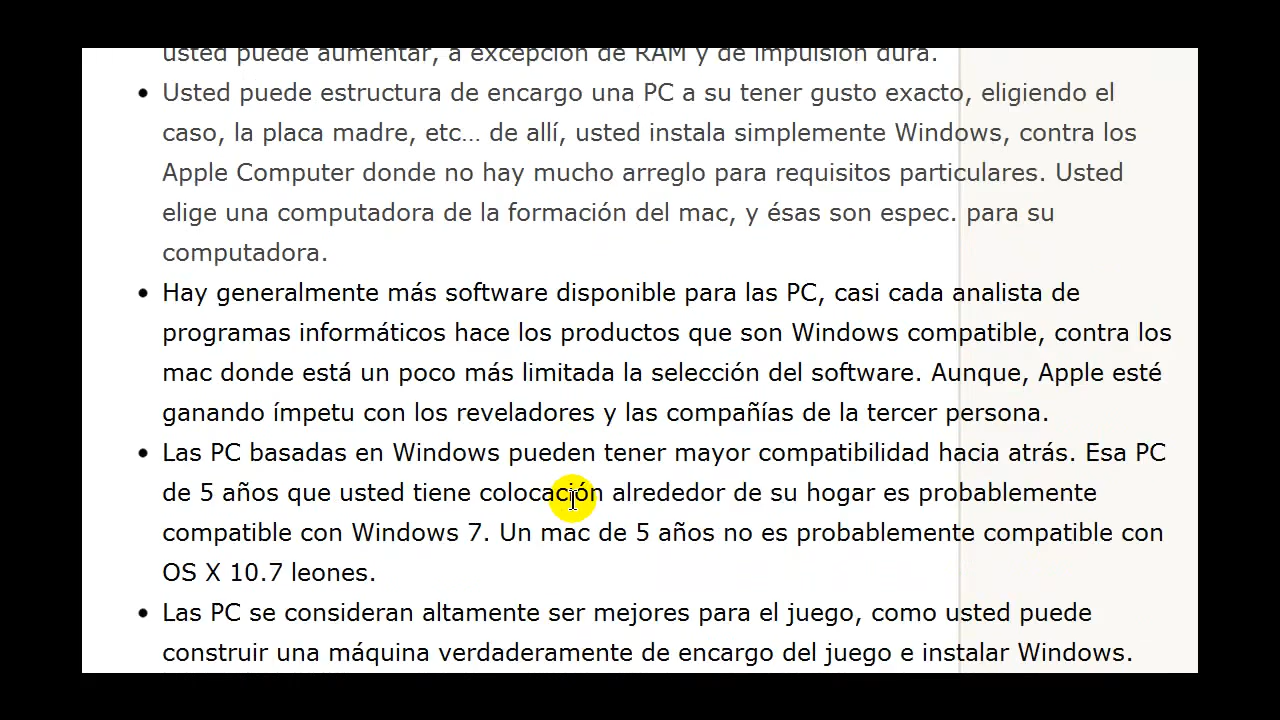 usted puede aumentar, a excepción de RAM y de impulsión dura.
Usted puede estructura de encargo una PC a su tener gusto exacto, eligiendo el
caso, la placa madre, etc… de allí, usted instala simplemente Windows, contra los
Apple Computer donde no hay mucho arreglo para requisitos particulares. Usted
elige una computadora de la formación del mac, y ésas son espec. para su
computadora.
Hay generalmente más software disponible para las PC, casi cada analista de
programas informáticos hace los productos que son Windows compatible, contra los
mac donde está un poco más limitada la selección del software. Aunque, Apple esté
ganando ímpetu con los reveladores y las compañías de la tercer persona.
Las PC basadas en Windows pueden tener mayor compatibilidad hacia atrás. Esa PC
de 5 años que usted tiene colocación alrededor de su hogar es probablemente
compatible con Windows 7. Un mac de 5 años no es probablemente compatible con
OS X 10.7 leones.
Las PC se consideran altamente ser mejores para el juego, como usted puede
construir una máquina verdaderamente de encargo del juego e instalar Windows.